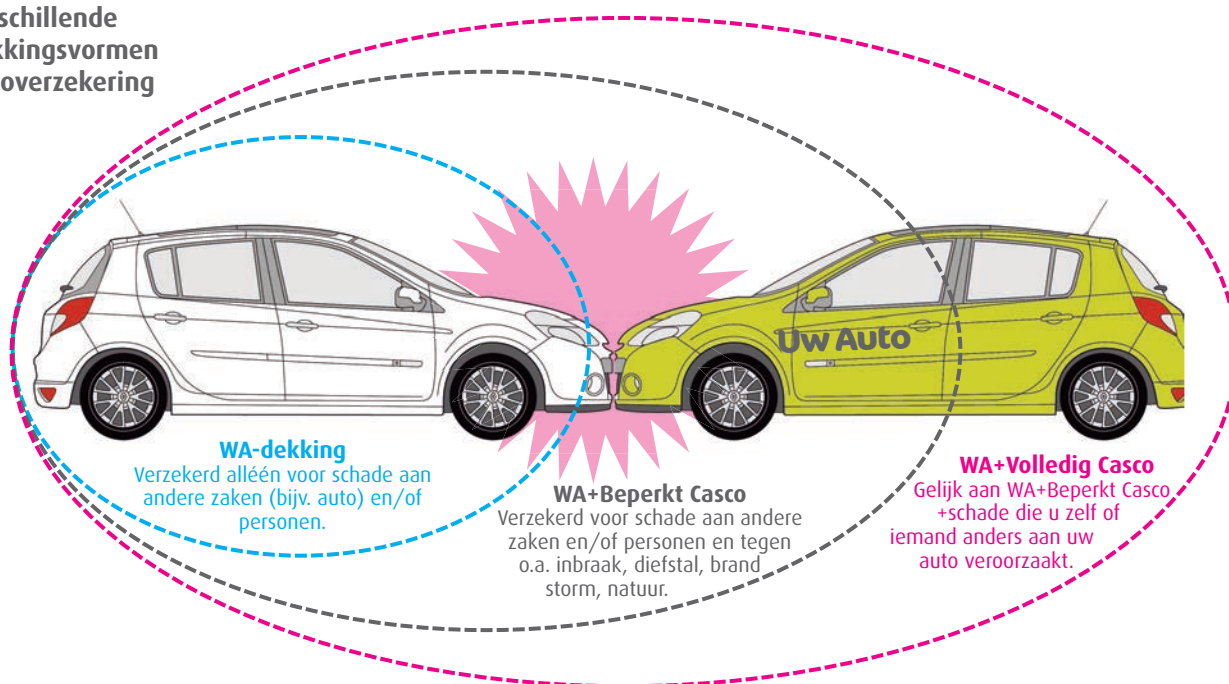 schillende
kkingsvormen
overzekering
Uw Auto
WA-dekking
Verzekerd alléén voor schade aan
andere zaken (bijv. auto) en/of
personen.
WA+Beperkt Casco
Verzekerd voor schade aan andere
zaken en/of personen en tegen
o.a. inbraak, diefstal, brand
storm, natuur.
WA+Volledig Casco
Gelijk aan WA+Beperkt Casco
+schade die u zelf of
iemand anders aan uw
auto veroorzaakt.